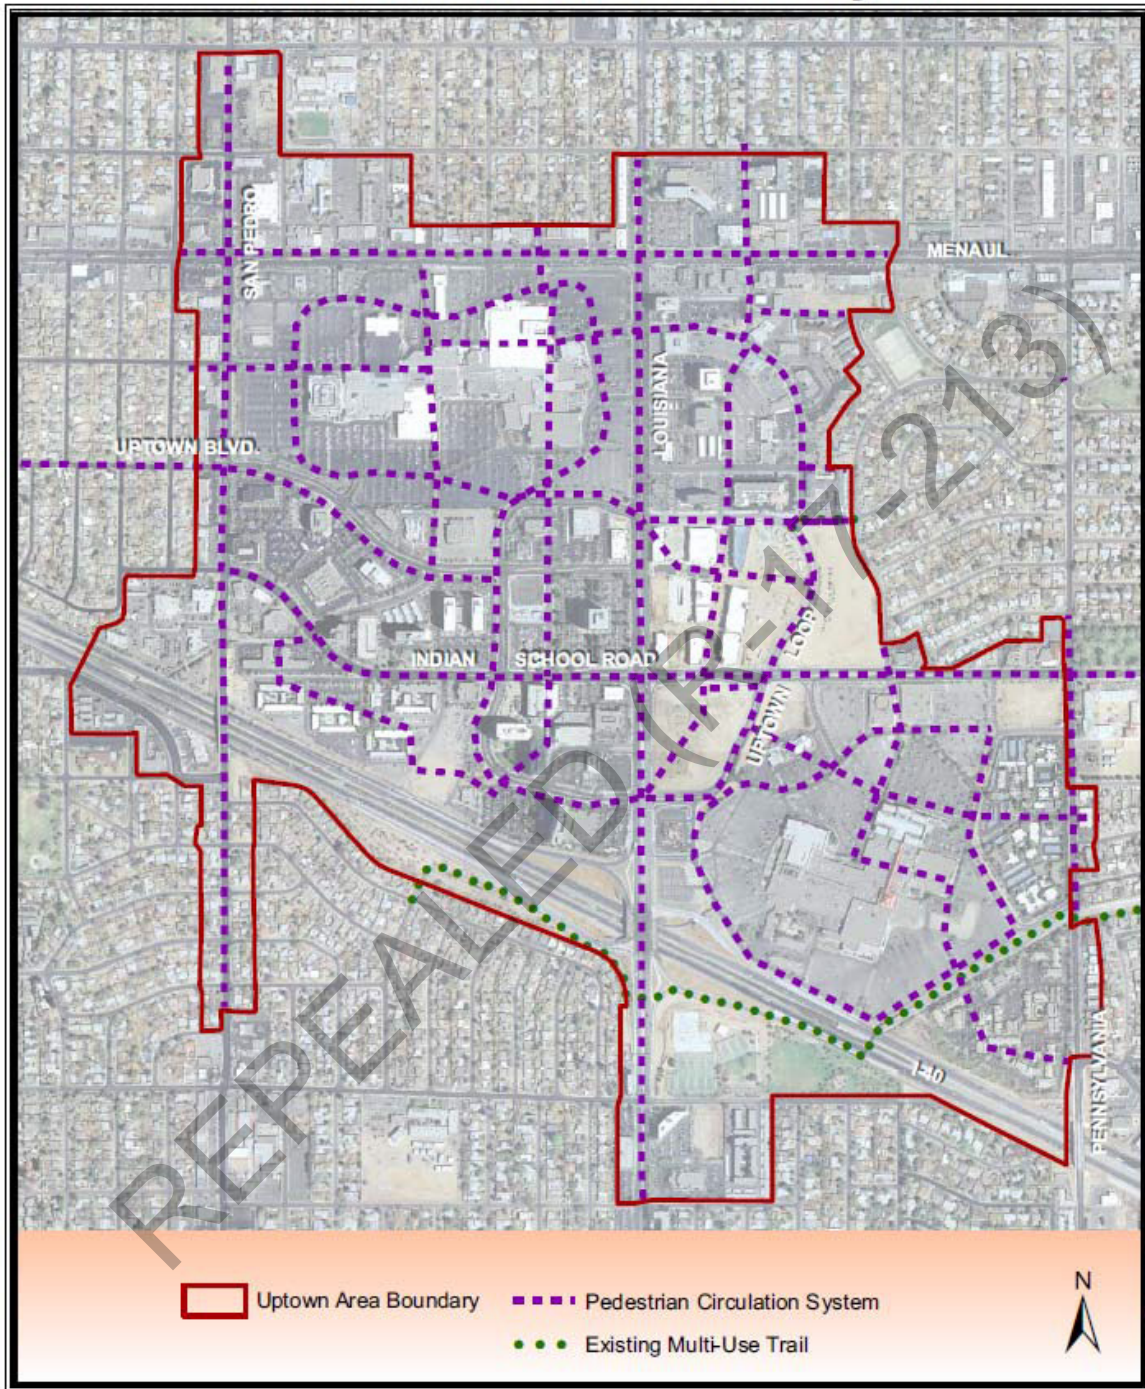 SAN PEDRO
MENAUL
LOUISIANA
UPTOWN BLVD.
INDIAN SCHOOL ROAD
UPTOWN LOOP
I-40
PENNSYLVANIA
REPEALED (R-17-213)
Uptown Area Boundary
Pedestrian Circulation System
Existing Multi-Use Trail
N